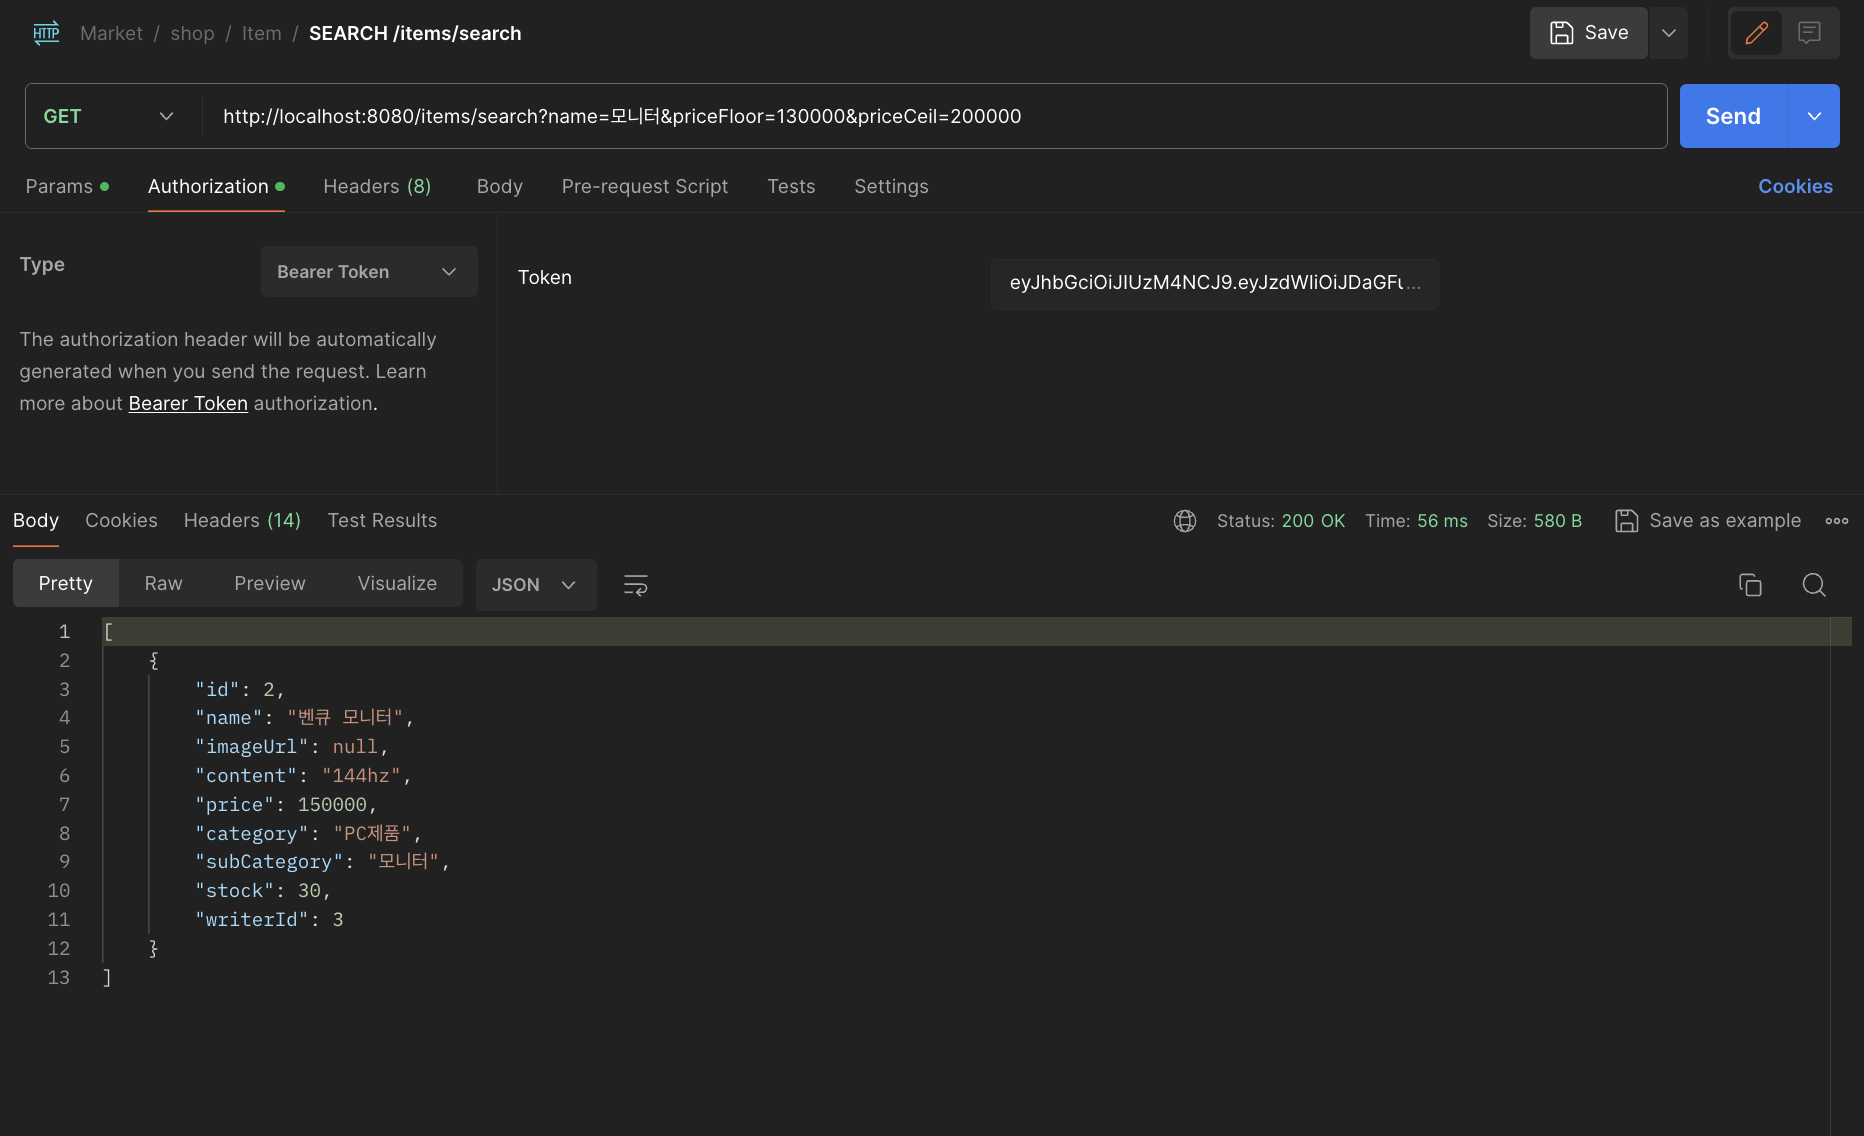 HTTP Market / shop / Item / SEARCH /items/search Save
GET http://localhost:8080/items/search?name=모니터&priceFloor=130000&priceCeil=200000 Send
Params Authorization Headers (8) Body Pre-request Script Tests Settings Cookies
Type Bearer Token
Token eyJhbGciOiJIUzM4NCJ9.eyJzdWIiOiJDaGFu...
The authorization header will be automatically
generated when you send the request. Learn
more about Bearer Token authorization.
Body Cookies Headers (14) Test Results Status: 200 OK Time: 56 ms Size: 580 B Save as example
Pretty Raw Preview Visualize JSON
1 [
2 {
3 "id": 2,
4 "name": "벤큐 모니터",
5 "imageUrl": null,
6 "content": "144hz",
7 "price": 150000,
8 "category": "PC제품",
9 "subCategory": "모니터",
10 "stock": 30,
11 "writerId": 3
12 }
13 ]